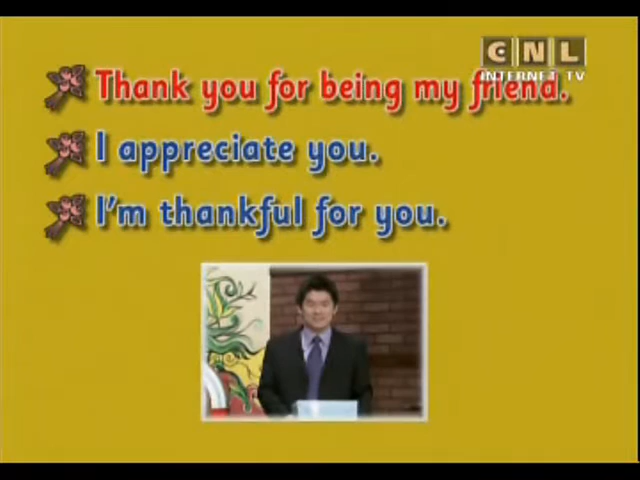 CNL
INTERNET TV
Thank you for being my friend.
I appreciate you.
I'm thankful for you.